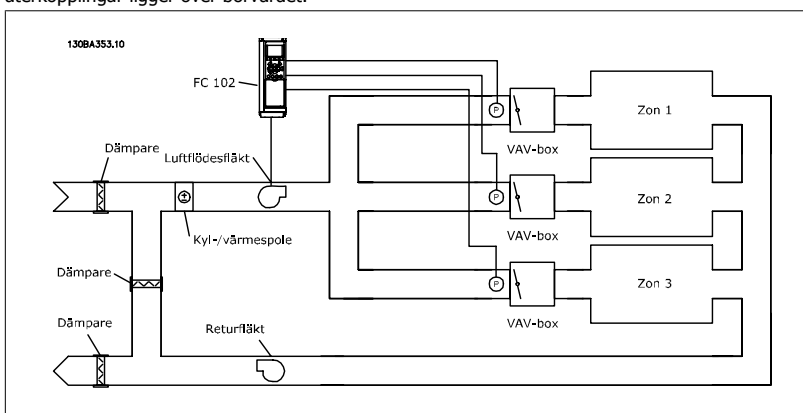 återkopplingar ligger över börvärdet.
130BA353.10
FC 102
P
Zon 1
Dämpare
Luftflödesfläkt
VAV-box
P
Zon 2
Kyl-/värmespole
VAV-box
Dämpare
P
Zon 3
Dämpare
Returfläkt
VAV-box